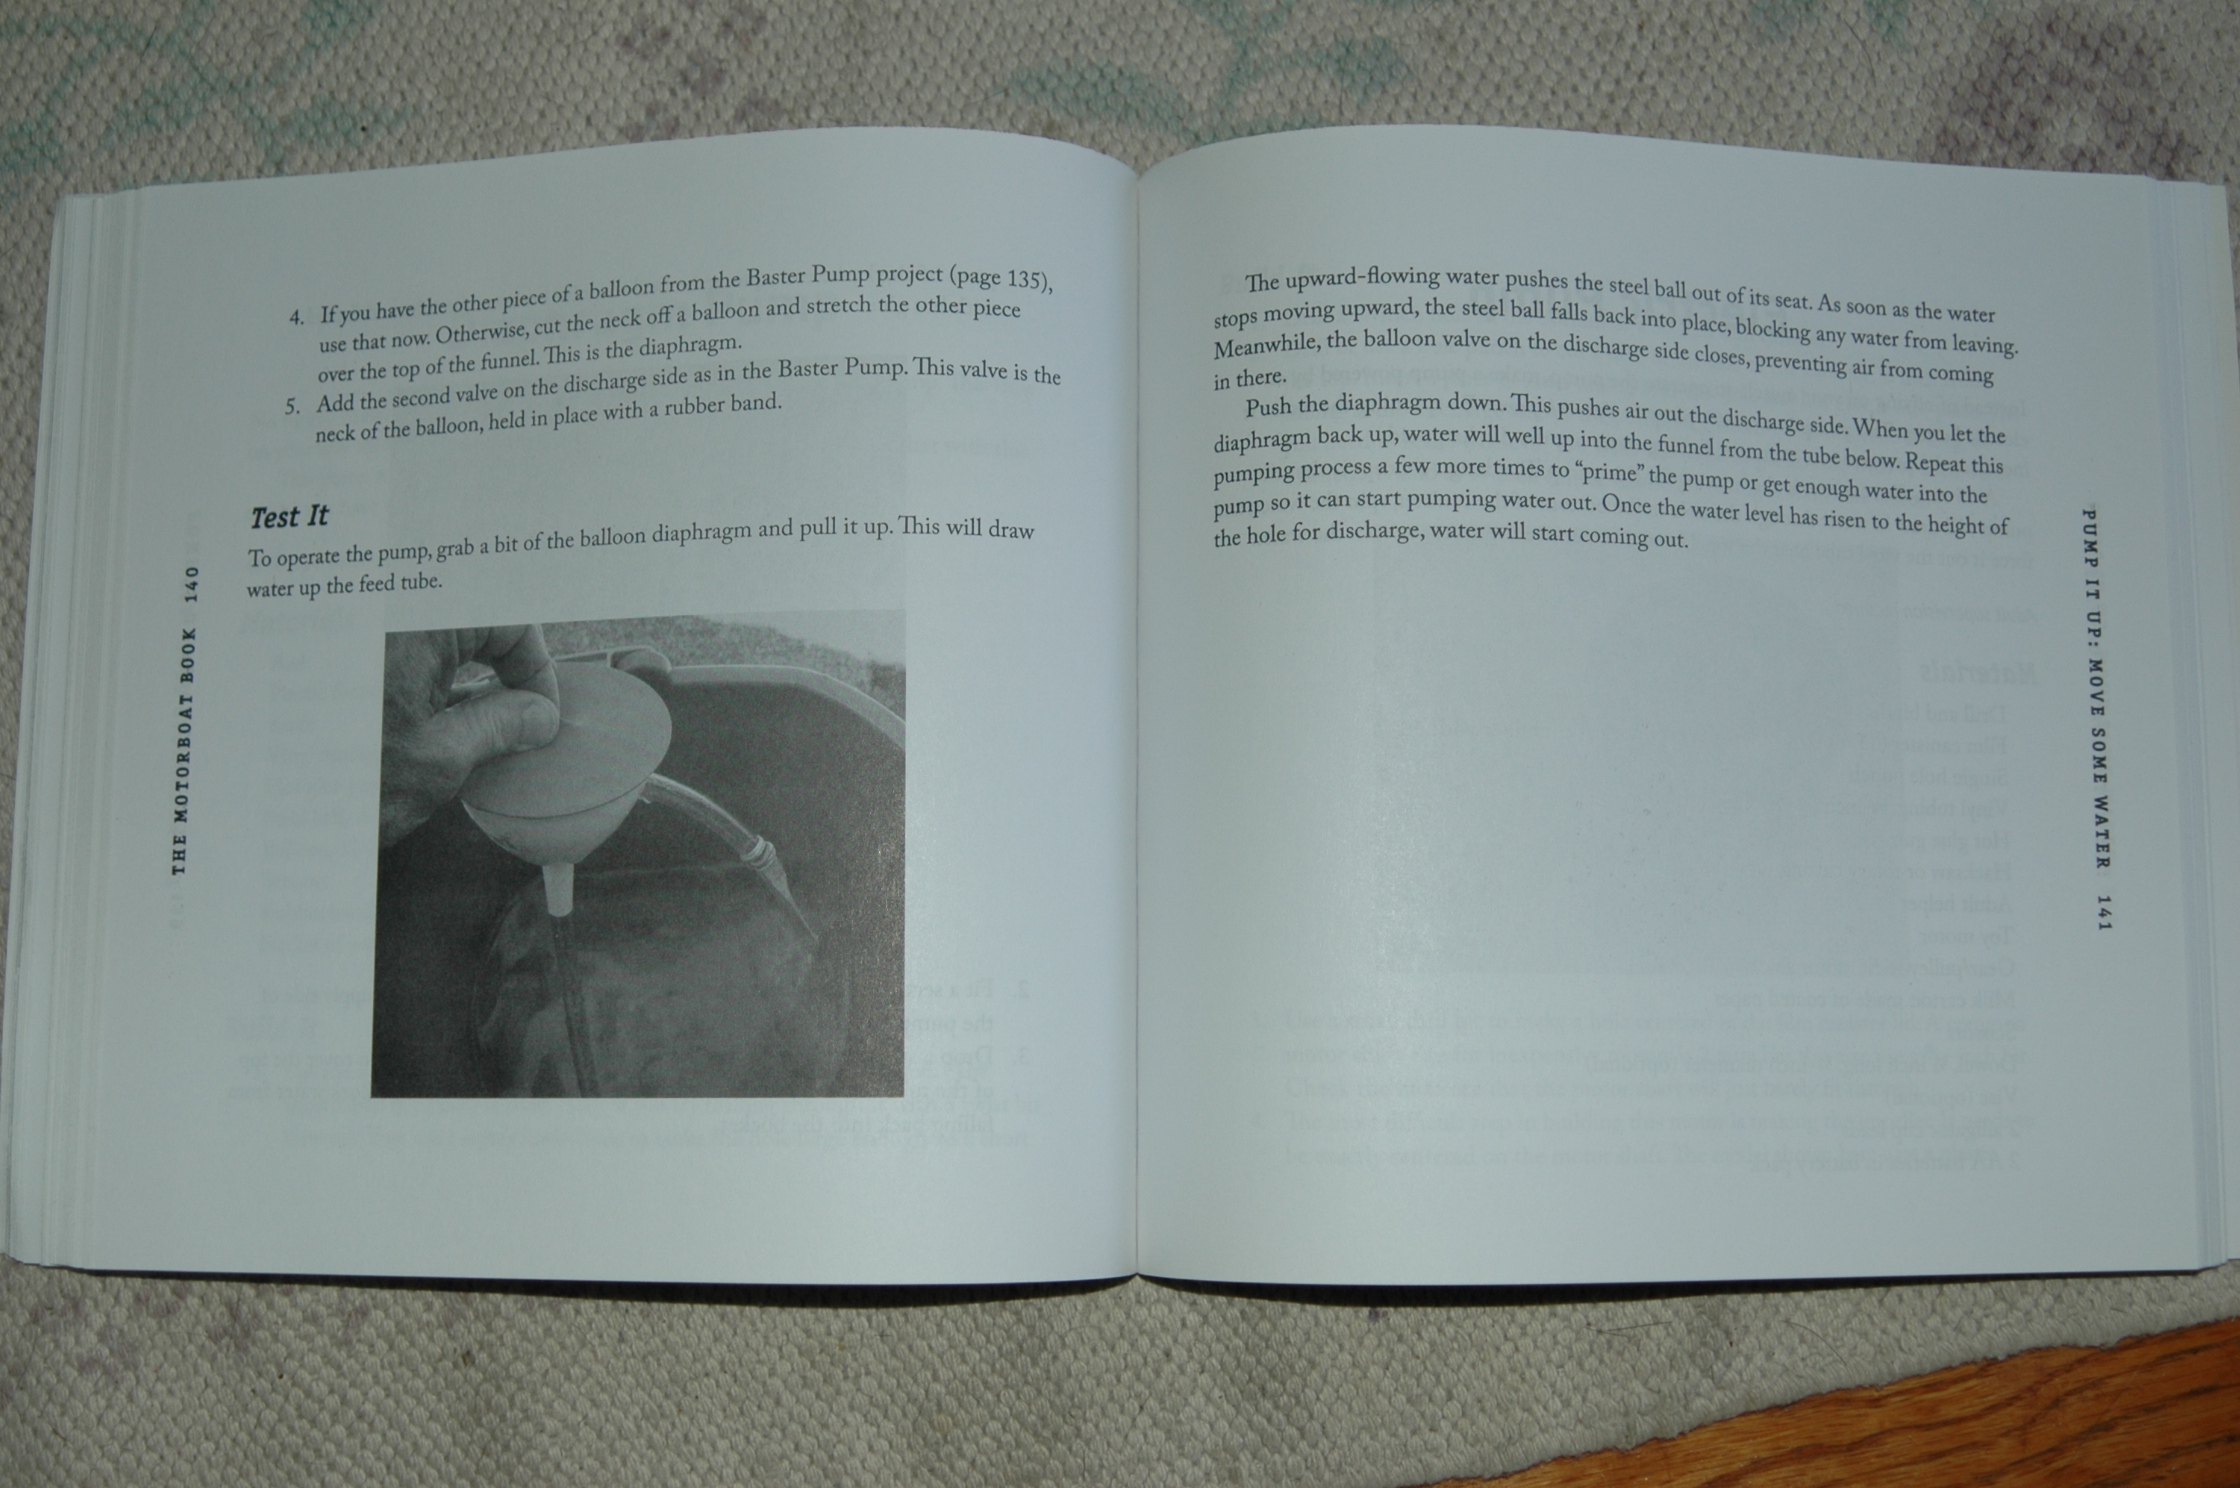 4. If you have the other piece of a balloon from the Baster Pump project (page 135),
use that now. Otherwise, cut the neck off a balloon and stretch the other piece
over the top of the funnel. This is the diaphragm.
5. Add the second valve on the discharge side as in the Baster Pump. This valve is the
neck of the balloon, held in place with a rubber band.
Test It
To operate the pump, grab a bit of the balloon diaphragm and pull it up. This will draw
water up the feed tube.
THE MOTORBOAT BOOK 140
The upward-flowing water pushes the steel ball out of its seat. As soon as the water
stops moving upward, the steel ball falls back into place, blocking any water from leaving.
Meanwhile, the balloon valve on the discharge side closes, preventing air from coming
in there.
Push the diaphragm down. This pushes air out the discharge side. When you let the
diaphragm back up, water will well up into the funnel from the tube below. Repeat this
pumping process a few more times to “prime” the pump or get enough water into the
pump so it can start pumping water out. Once the water level has risen to the height of
the hole for discharge, water will start coming out.
PUMP IT UP: MOVE SOME WATER 141